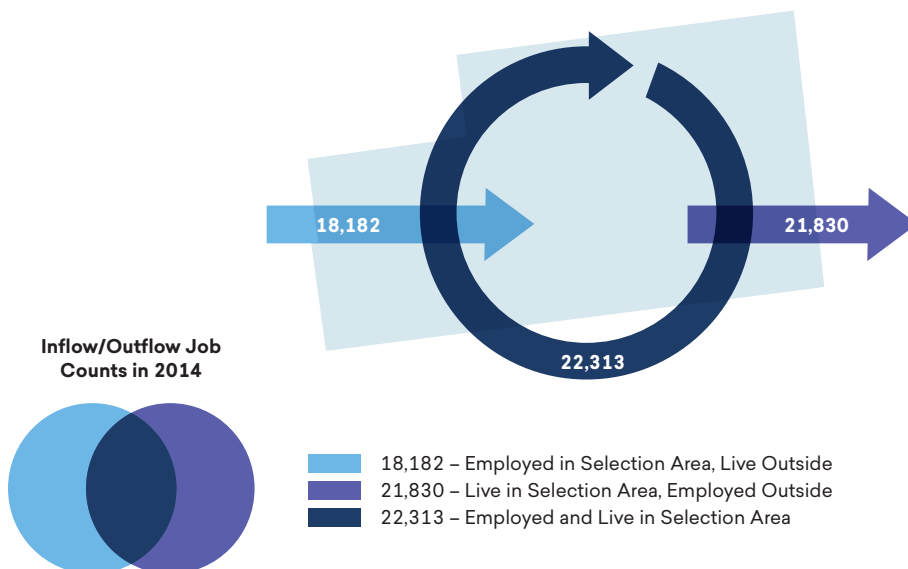 18,182
21,830
22,313
Inflow/Outflow Job
Counts in 2014
18,182 – Employed in Selection Area, Live Outside
21,830 – Live in Selection Area, Employed Outside
22,313 – Employed and Live in Selection Area